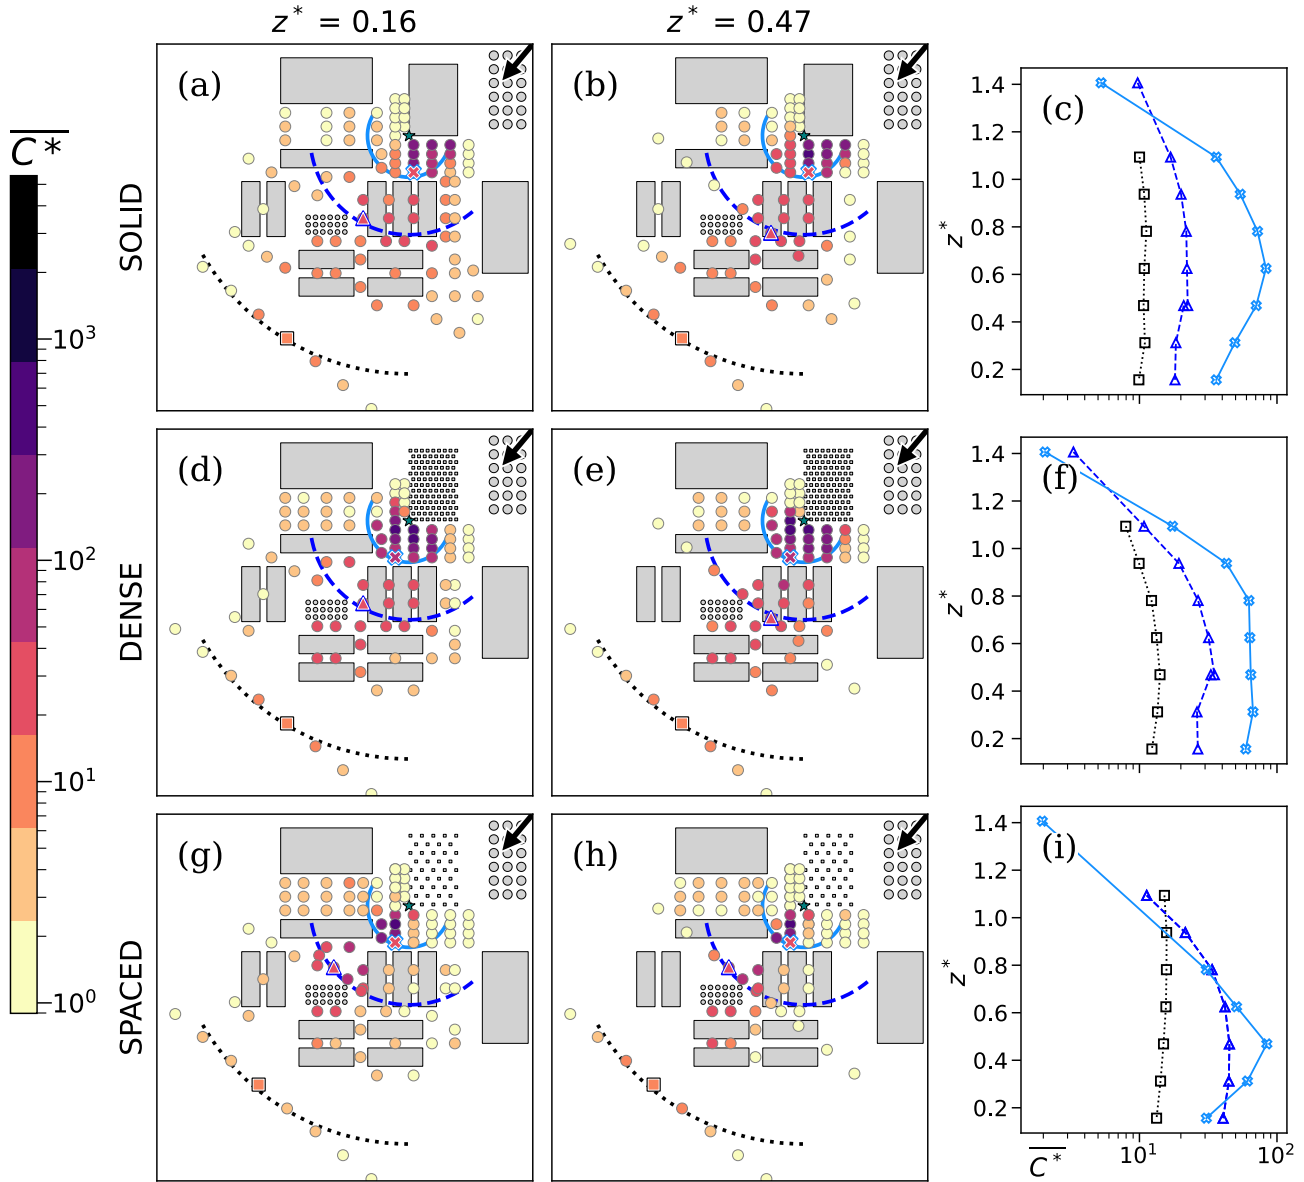 z* = 0.16
z* = 0.47
C*
10³
10²
10¹
10⁰
SOLID
(a)
(b)
(c)
z*
1.4
1.2
1.0
0.8
0.6
0.4
0.2
DENSE
(d)
(e)
(f)
z*
1.4
1.2
1.0
0.8
0.6
0.4
0.2
SPACED
(g)
(h)
(i)
z*
1.4
1.2
1.0
0.8
0.6
0.4
0.2
C*
10¹
10²